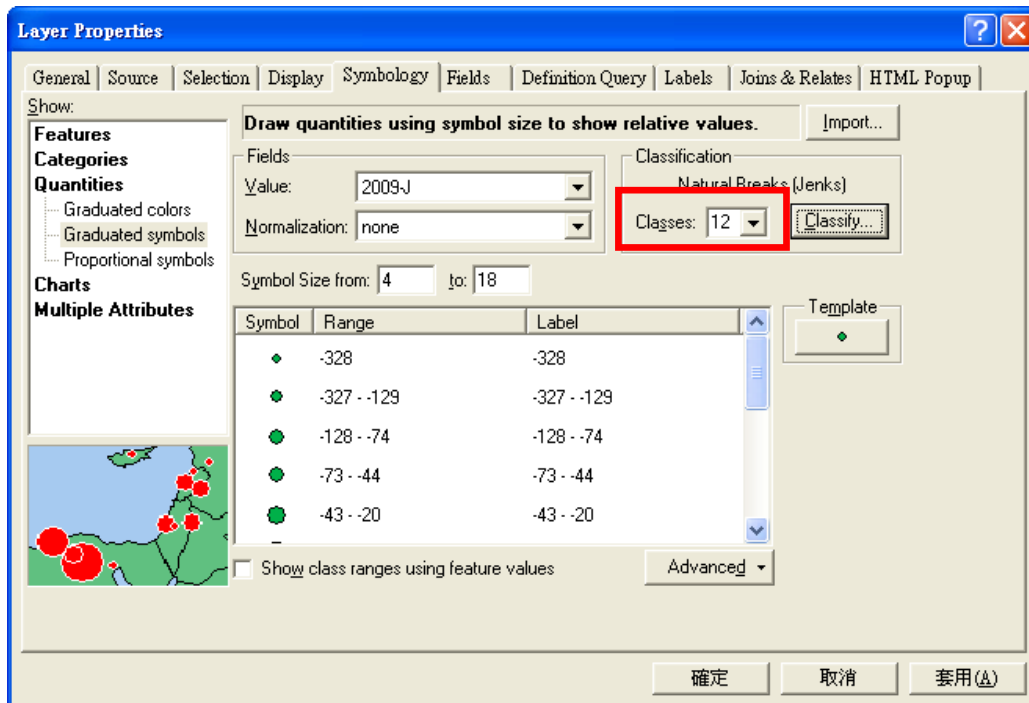 Layer Properties
General Source Selection Display Symbology Fields Definition Query Labels Joins & Relates HTML Popup
Show:
Features
Categories
Quantities
Graduated colors
Graduated symbols
Proportional symbols
Charts
Multiple Attributes
Draw quantities using symbol size to show relative values.
Import...
Fields
Value: 2009-J
Normalization: none
Classification
Natural Breaks (Jenks)
Classes: 12 Classify...
Symbol Size from: 4 to: 18
Symbol Range Label
-328 -328
-327 - -129 -327 - -129
-128 - -74 -128 - -74
-73 - -44 -73 - -44
-43 - -20 -43 - -20
Template
Show class ranges using feature values
Advanced
確定 取消 套用(A)